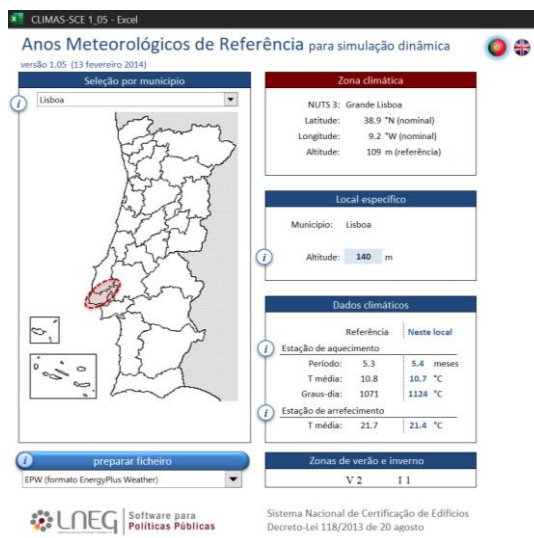 CLIMAS-SCE 1_05 - Excel
Anos Meteorológicos de Referência para simulação dinâmica
versão 1.05 (13 fevereiro 2014)
Seleção por município
i
Lisboa
i
preparar ficheiro
EPW (formato EnergyPlus Weather)
Zona climática
NUTS 3: Grande Lisboa
Latitude: 38.9 °N (nominal)
Longitude: 9.2 °W (nominal)
Altitude: 109 m (referência)
Local específico
Município: Lisboa
i Altitude: 140 m
Dados climáticos
Referência Neste local
i Estação de aquecimento
Período: 5.3 5.4 meses
T média: 10.8 10.7 °C
Graus-dia: 1071 1124 °C
i Estação de arrefecimento
T média: 21.7 21.4 °C
Zonas de verão e inverno
V 2 I 1
LNEG Software para
Políticas Públicas
Sistema Nacional de Certificação de Edifícios
Decreto-Lei 118/2013 de 20 agosto